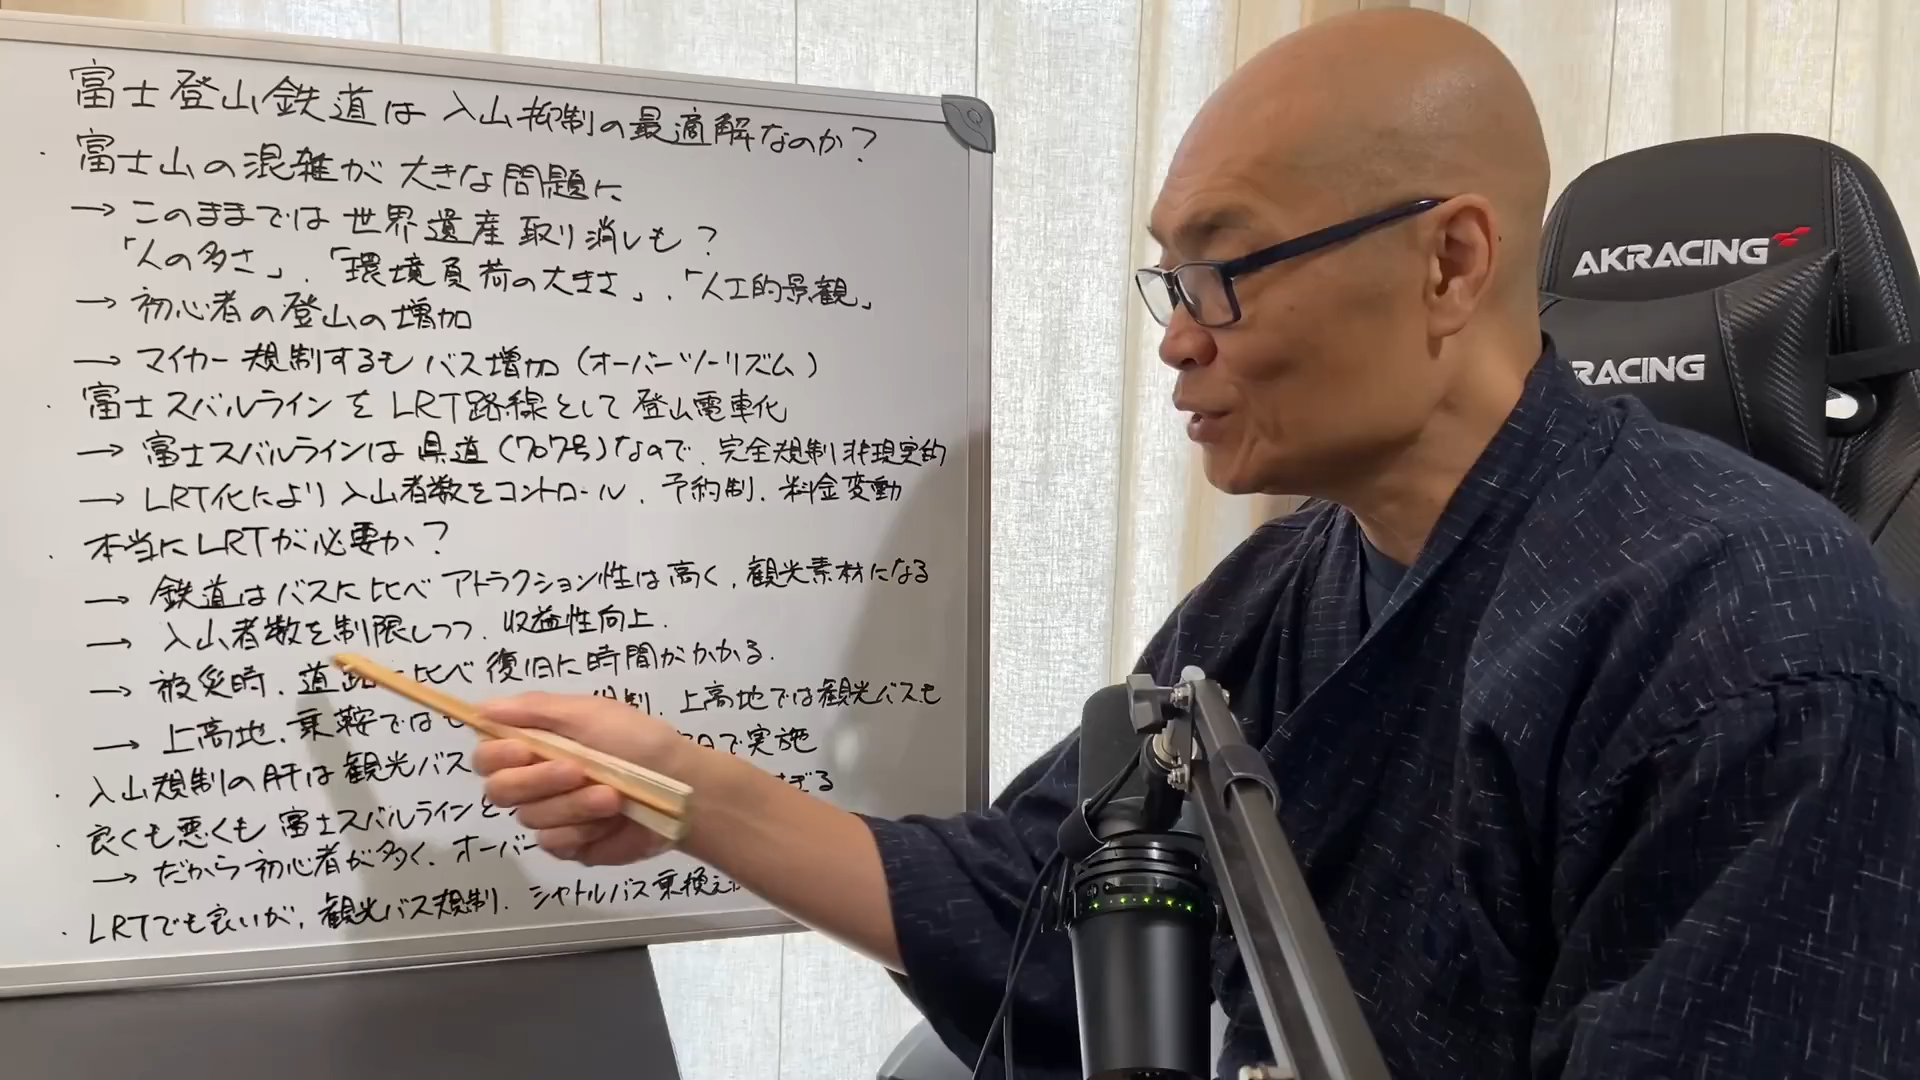 富士登山鉄道は入山抑制の最適解なのか？
・富士山の混雑が大きな問題に
→このままでは世界遺産取り消しも？
「人の多さ」、「環境負荷の大きさ」、「人工的景観」
→初心者の登山の増加
→マイカー規制するもバス増加（オーバーツーリズム）
・富士スバルラインをLRT路線として登山電車化
→富士スバルラインは県道（707号）なので、完全規制非現実的
→LRT化により入山者数をコントロール、予約制、料金変動
・本当にLRTが必要か？
→鉄道はバスに比べアトラクション性は高く、観光素材になる
→入山者数を制限しつつ、収益性向上.
→被災時、道路に比べ復旧に時間がかかる.
→上高地、乗鞍では 規制、上高地では観光バスも
で実施
・入山規制の肝は観光バス すぎる
・良くも悪くも富士スバルライン
→だから初心者が多く、オーバー
・LRTでも良いが、観光バス規制、シャトルバス乗換え
AKRACING
RACING